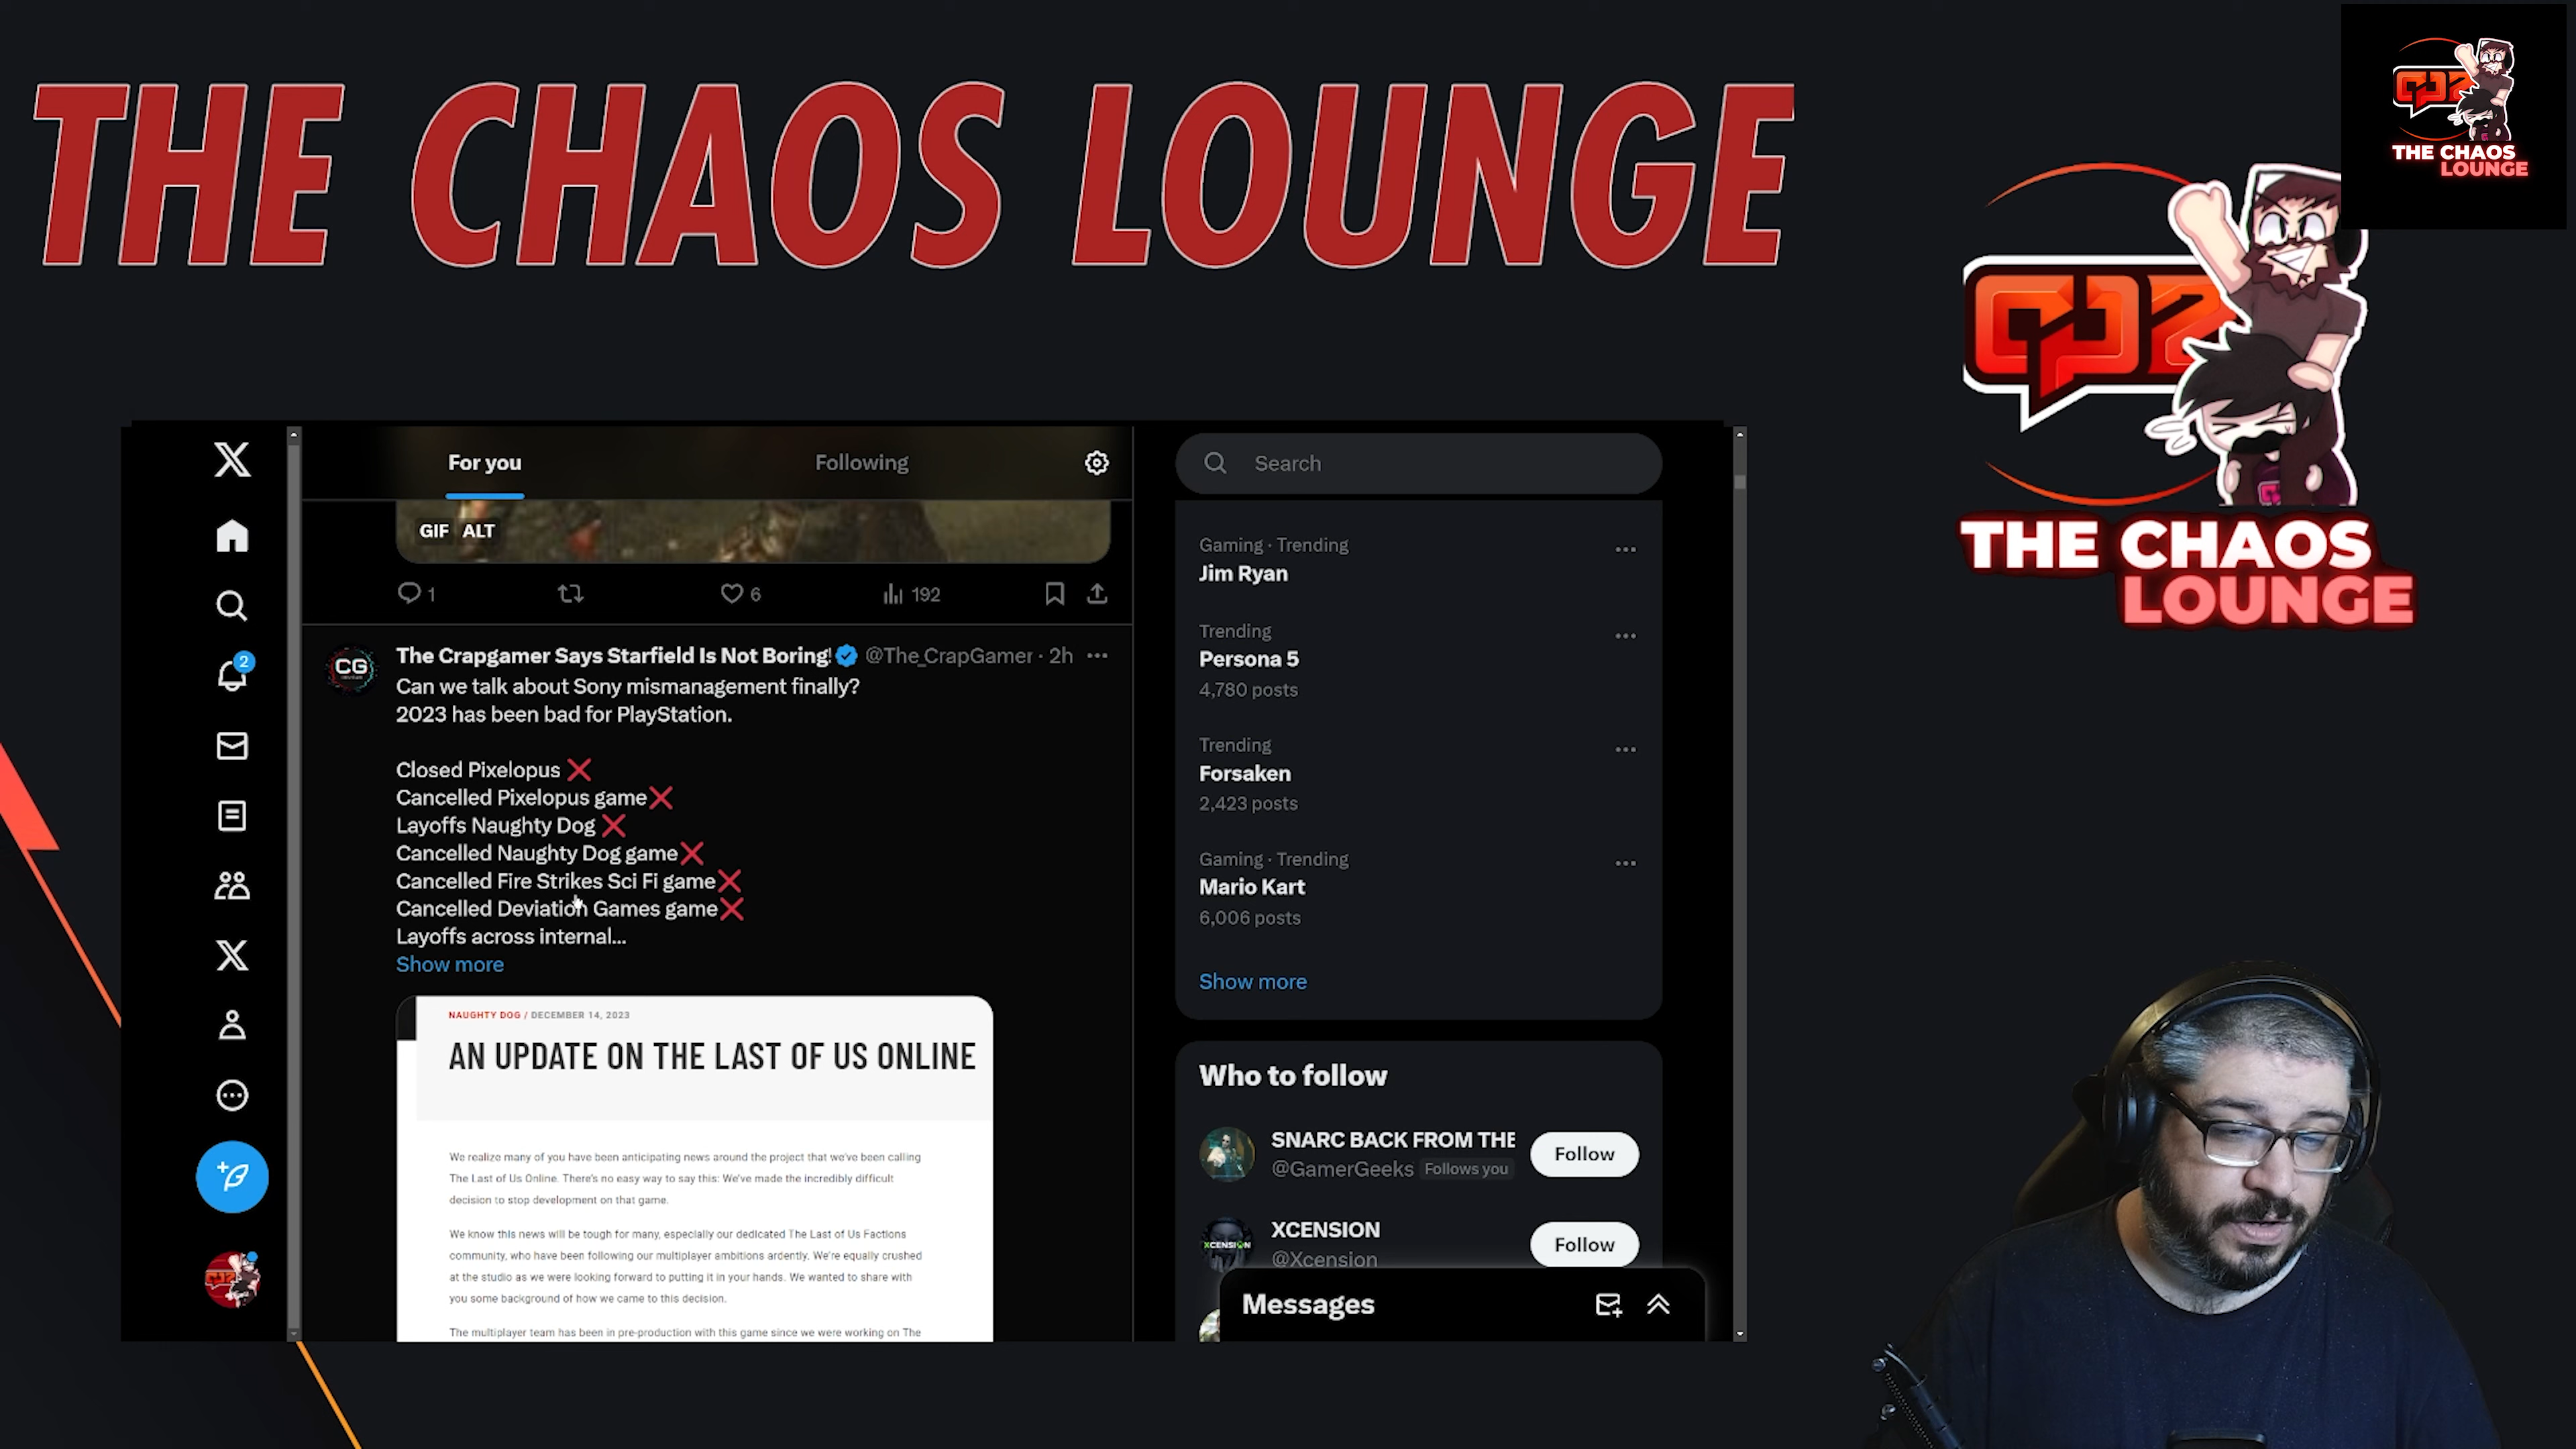 THE CHAOS LOUNGE
THE CHAOS
LOUNGE
THE CHAOS
LOUNGE
For you
Following
Search
GIF ALT
1
6
192
Gaming · Trending
Jim Ryan
Trending
Persona 5
4,780 posts
Trending
Forsaken
2,423 posts
Gaming · Trending
Mario Kart
6,006 posts
Show more
2
CG
The Crapgamer Says Starfield Is Not Boring! @The_CrapGamer · 2h
Can we talk about Sony mismanagement finally?
2023 has been bad for PlayStation.
Closed Pixelopus ❌
Cancelled Pixelopus game❌
Layoffs Naughty Dog ❌
Cancelled Naughty Dog game❌
Cancelled Fire Strikes Sci Fi game❌
Cancelled Deviation Games game❌
Layoffs across internal...
Show more
NAUGHTY DOG / DECEMBER 14, 2023
AN UPDATE ON THE LAST OF US ONLINE
We realize many of you have been anticipating news around the project that we've been calling
The Last of Us Online. There's no easy way to say this: We've made the incredibly difficult
decision to stop development on that game.
We know this news will be tough for many, especially our dedicated The Last of Us Factions
community, who have been following our multiplayer ambitions ardently. We're equally crushed
at the studio as we were looking forward to putting it in your hands. We wanted to share with
you some background of how we came to this decision.
The multiplayer team has been in pre-production with this game since we were working on The
Who to follow
SNARC BACK FROM THE
@GamerGeeks Follows you
Follow
XCENSION
XCENSION
@Xcension
Follow
Messages